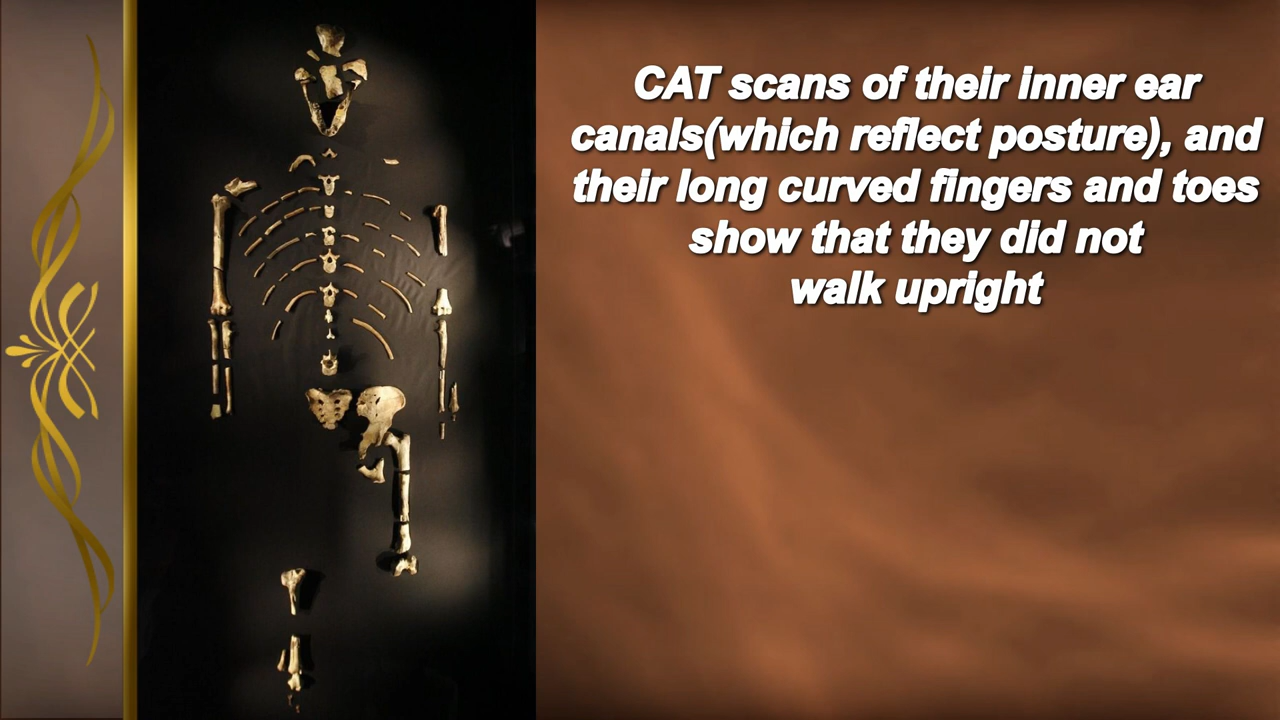 CAT scans of their inner ear
canals(which reflect posture), and
their long curved fingers and toes
show that they did not
walk upright